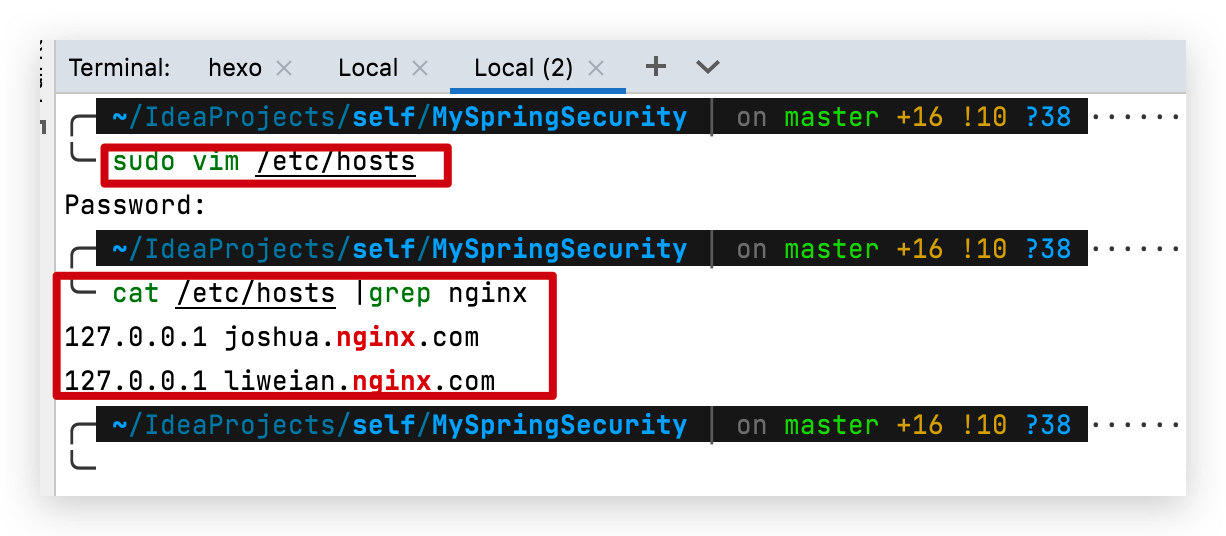 Terminal: hexo × Local × Local (2) × +
~/IdeaProjects/self/MySpringSecurity on master +16 !10 ?38 ······
sudo vim /etc/hosts
Password:
~/IdeaProjects/self/MySpringSecurity on master +16 !10 ?38 ······
cat /etc/hosts |grep nginx
127.0.0.1 joshua.nginx.com
127.0.0.1 liweian.nginx.com
~/IdeaProjects/self/MySpringSecurity on master +16 !10 ?38 ······